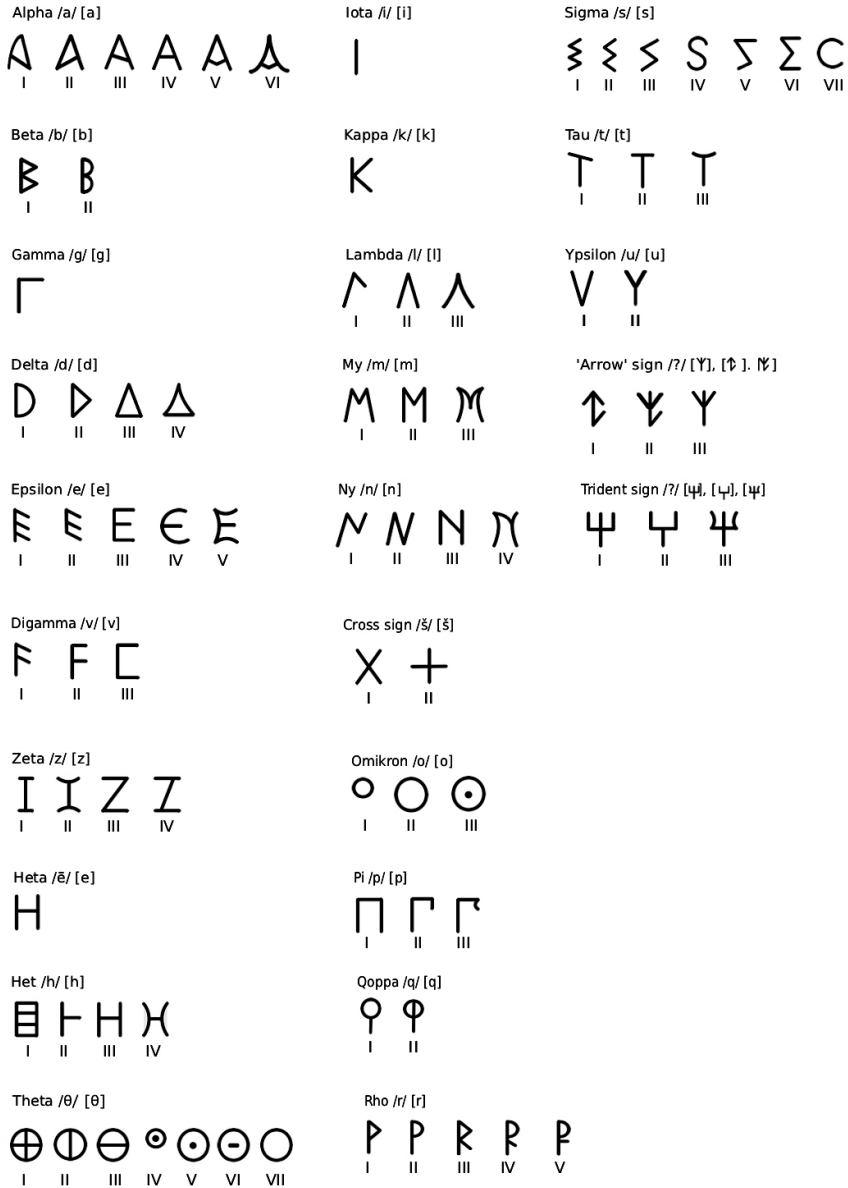 Alpha /a/ [a]
I II III IV V VI
Beta /b/ [b]
I II
Gamma /g/ [g]
Γ
Delta /d/ [d]
I II III IV
Epsilon /e/ [e]
I II III IV V
Digamma /v/ [v]
I II III
Zeta /z/ [z]
I II III IV
Heta /ē/ [e]
H
Het /h/ [h]
I II III IV
Theta /θ/ [θ]
I II III IV V VI VII
Iota /i/ [i]
I
Kappa /k/ [k]
K
Lambda /l/ [l]
I II III
My /m/ [m]
I II III
Ny /n/ [n]
I II III IV
Cross sign /š/ [š]
I II
Omikron /o/ [o]
I II III
Pi /p/ [p]
I II III
Qoppa /q/ [q]
I II
Rho /r/ [r]
I II III IV V
Sigma /s/ [s]
I II III IV V VI VII
Tau /t/ [t]
I II III
Ypsilon /u/ [u]
I II
'Arrow' sign /?/
I II III
Trident sign /?/
I II III